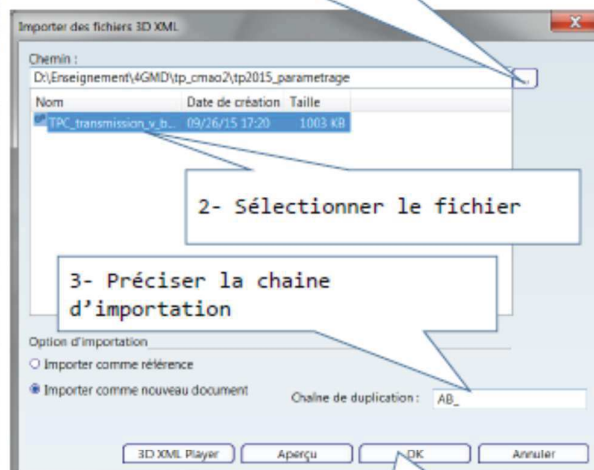 Importer des fichiers 3D XML
Chemin :
D:\Enseignement\4GMD\tp_cmao2\tp2015_parametrage
...
Nom Date de création Taille
TPC_transmission_v_b... 09/26/15 17:20 1003 KB
2- Sélectionner le fichier
3- Préciser la chaine
d'importation
Option d'importation
Importer comme référence
Importer comme nouveau document
Chaîne de duplication : AB_
3D XML Player Aperçu OK Annuler